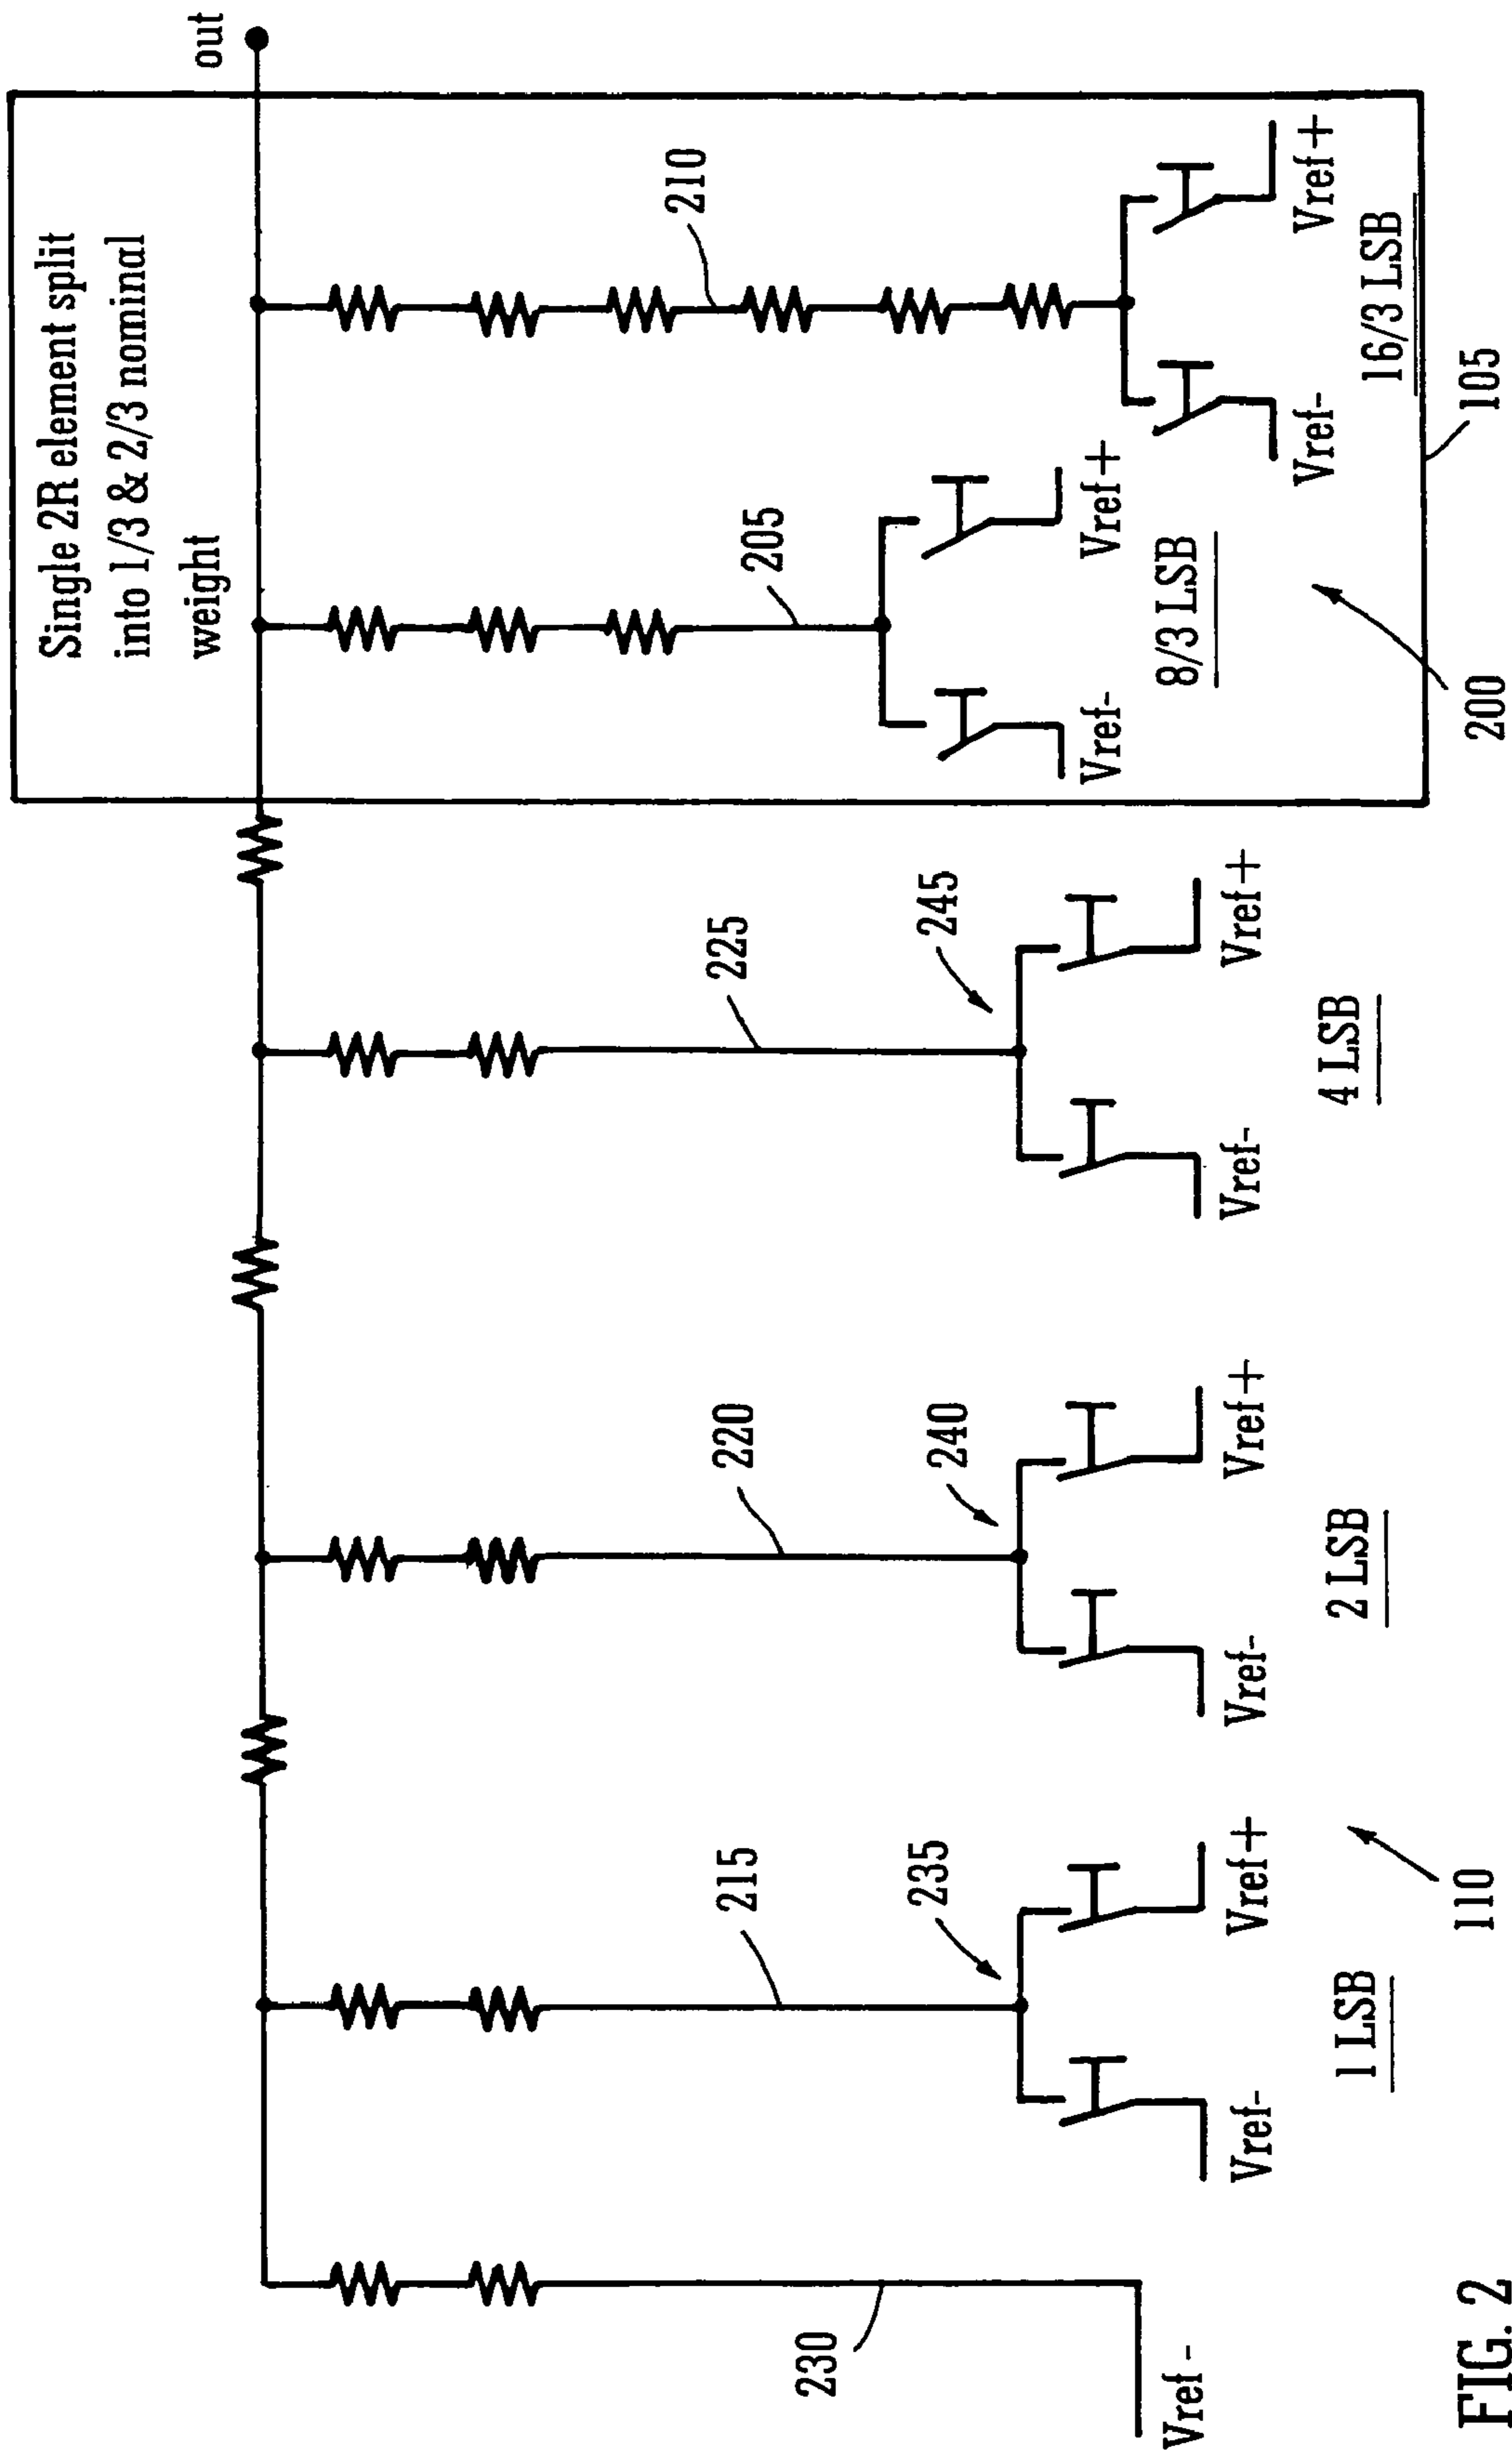 Single 2R element split
into 1/3 & 2/3 nominal
weight
out
210
205
225
220
215
230
245
240
235
Vref-
Vref-
Vref+
1 LSB
Vref-
Vref+
2 LSB
Vref-
Vref+
4 LSB
Vref-
Vref+
8/3 LSB
Vref-
Vref+
16/3 LSB
110
200
105
FIG. 2